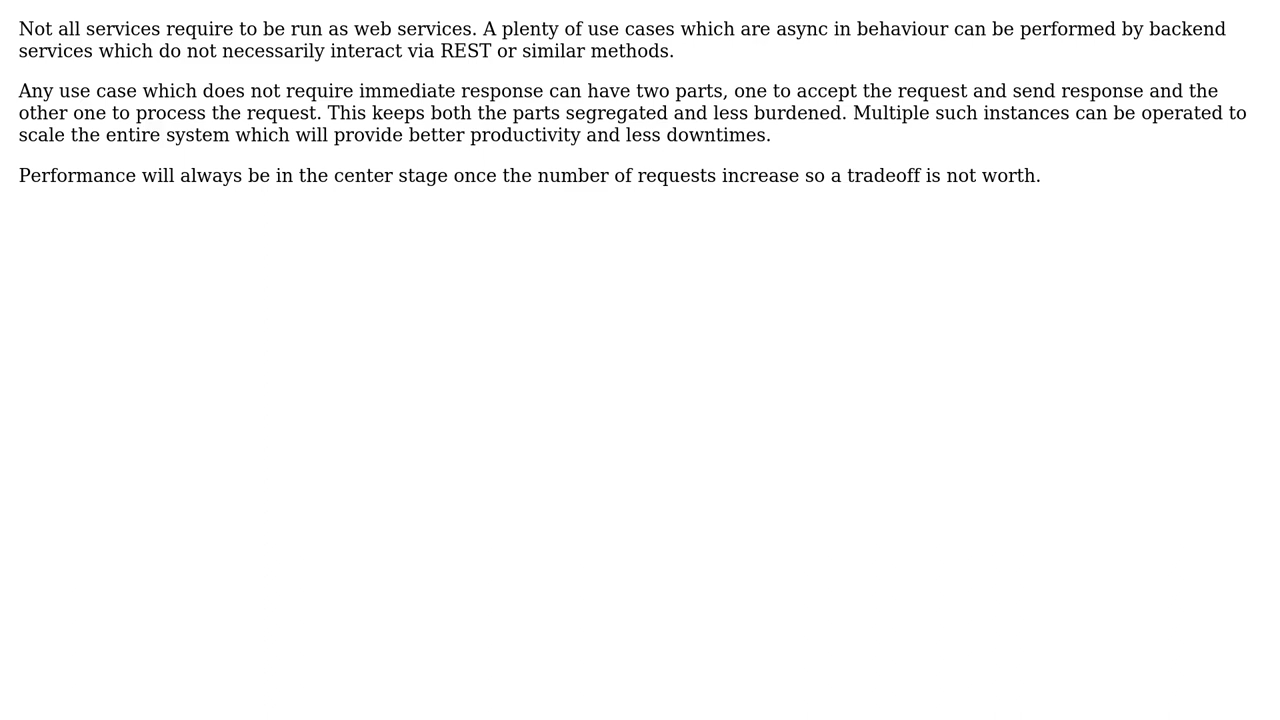 Not all services require to be run as web services. A plenty of use cases which are async in behaviour can be performed by backend
services which do not necessarily interact via REST or similar methods.
Any use case which does not require immediate response can have two parts, one to accept the request and send response and the
other one to process the request. This keeps both the parts segregated and less burdened. Multiple such instances can be operated to
scale the entire system which will provide better productivity and less downtimes.
Performance will always be in the center stage once the number of requests increase so a tradeoff is not worth.